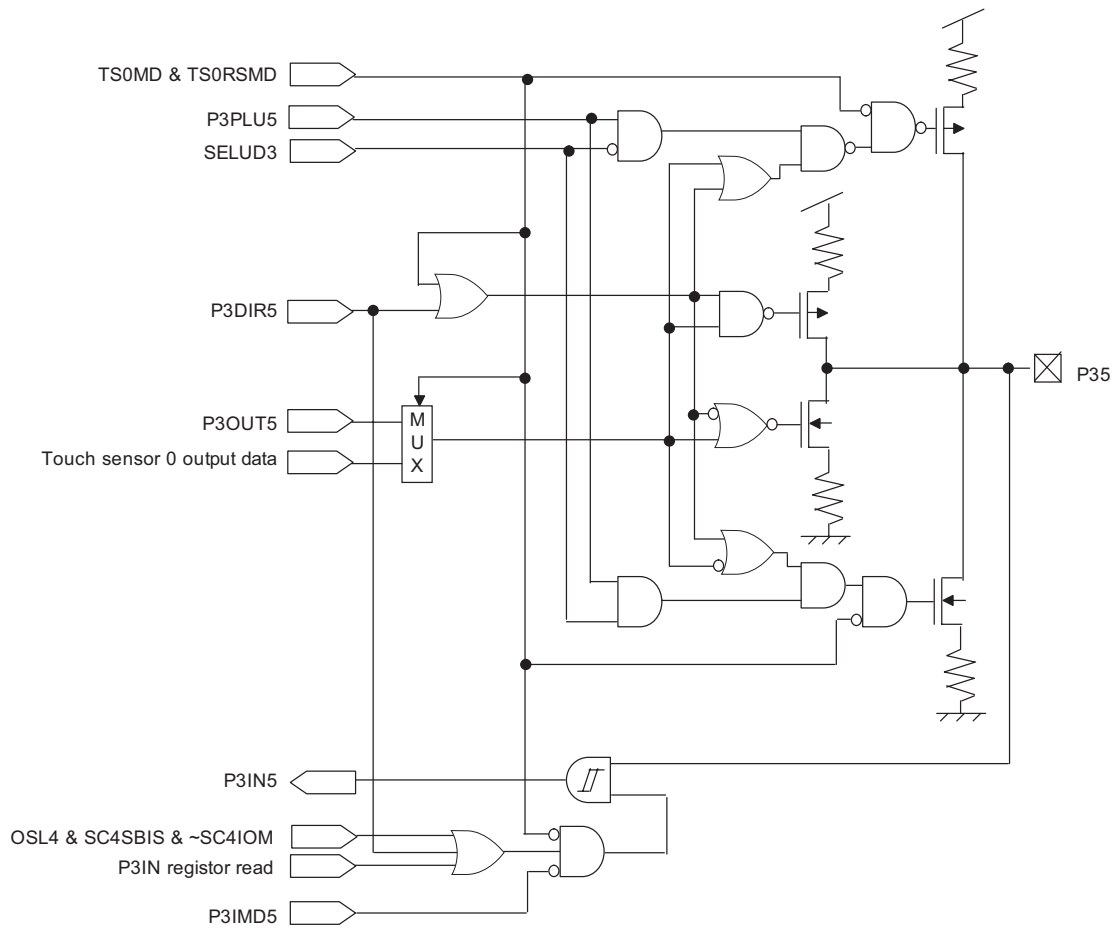 TS0MD & TS0RSMD
P3PLU5
SELUD3
P3DIR5
P35
P3OUT5
M
U
X
Touch sensor 0 output data
P3IN5
OSL4 & SC4SBIS & ~SC4IOM
P3IN registor read
P3IMD5